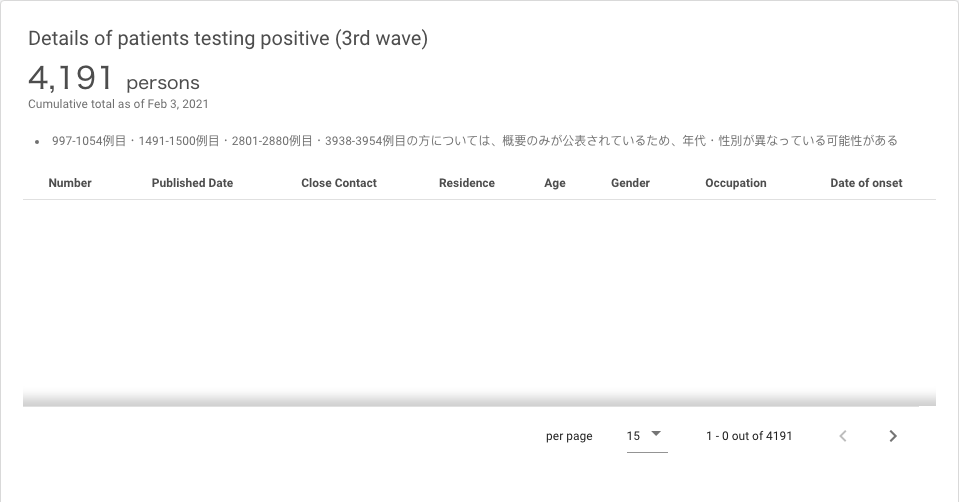 Details of patients testing positive (3rd wave)
4,191 persons
Cumulative total as of Feb 3, 2021
• 997-1054例目・1491-1500例目・2801-2880例目・3938-3954例目の方については、概要のみが公表されているため、年代・性別が異なっている可能性がある
Number Published Date Close Contact Residence Age Gender Occupation Date of onset
per page 15 1 - 0 out of 4191